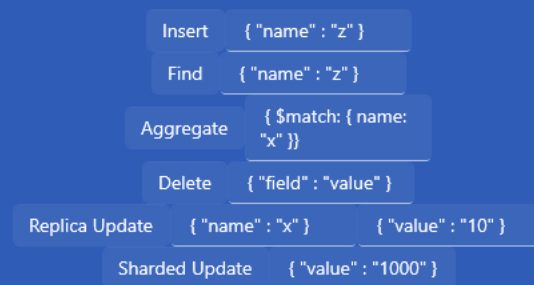 Insert { "name" : "z" }
Find { "name" : "z" }
Aggregate { $match: { name:
"x" }}
Delete { "field" : "value" }
Replica Update { "name" : "x" } { "value" : "10" }
Sharded Update { "value" : "1000" }